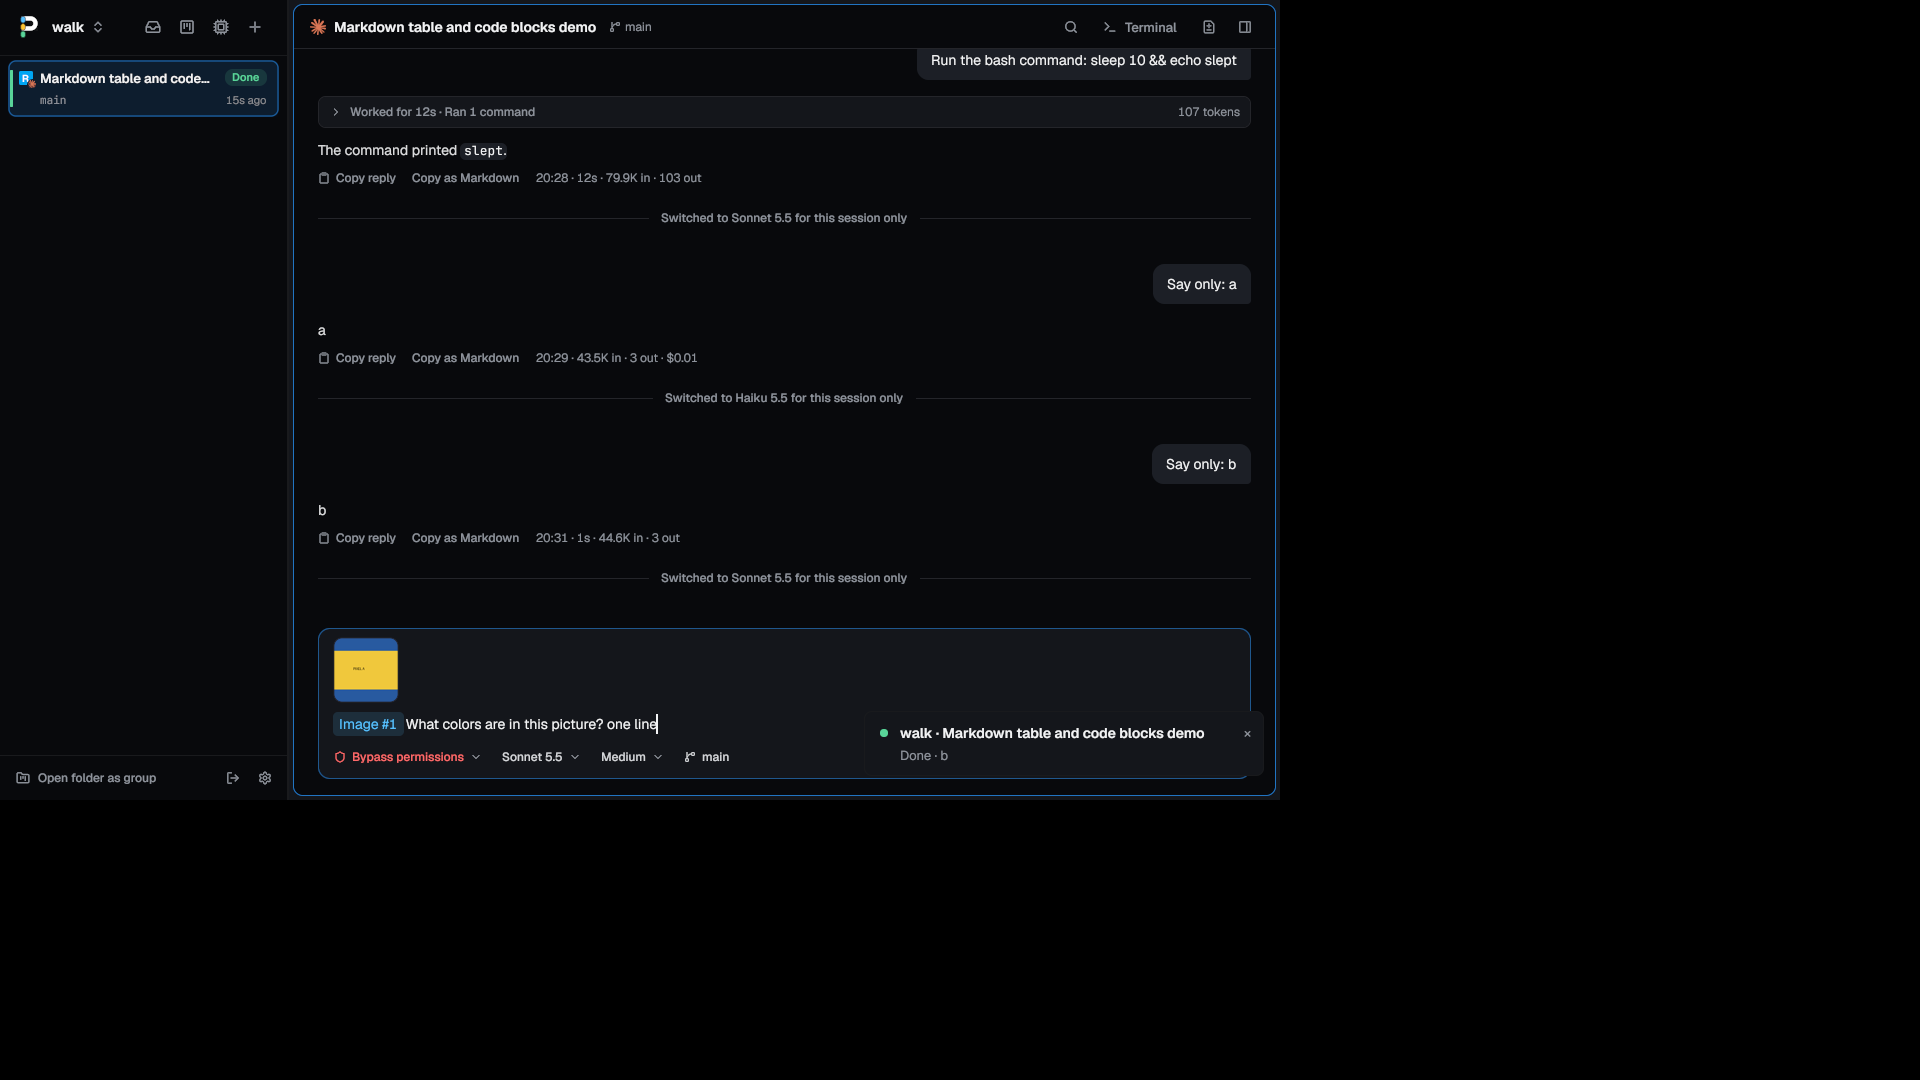 walk
Markdown table and code...
Done
main
15s ago
Open folder as group
Markdown table and code blocks demo
main
Terminal
Run the bash command: sleep 10 && echo slept
Worked for 12s · Ran 1 command
107 tokens
The command printed slept.
Copy reply Copy as Markdown 20:28 · 12s · 79.9K in · 103 out
Switched to Sonnet 5.5 for this session only
Say only: a
a
Copy reply Copy as Markdown 20:29 · 43.5K in · 3 out · $0.01
Switched to Haiku 5.5 for this session only
Say only: b
b
Copy reply Copy as Markdown 20:31 · 1s · 44.6K in · 3 out
Switched to Sonnet 5.5 for this session only
Image #1 What colors are in this picture? one line
Bypass permissions Sonnet 5.5 Medium main
walk · Markdown table and code blocks demo
Done · b